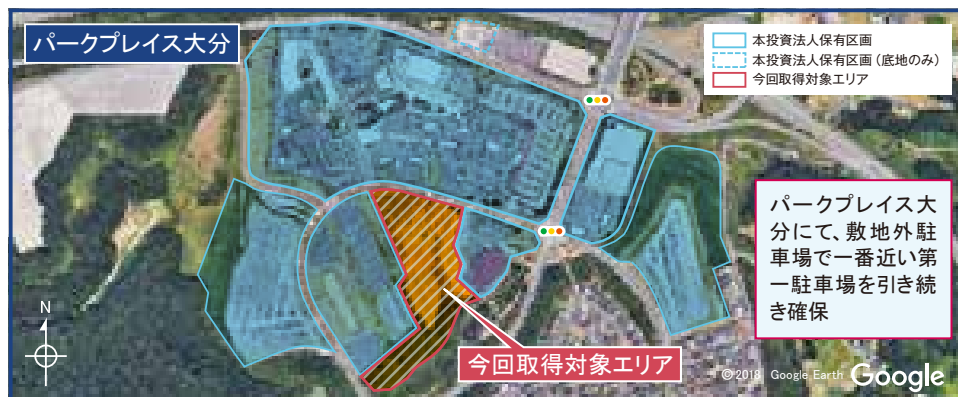 パークプレイス大分
本投資法人保有区画
本投資法人保有区画（底地のみ）
今回取得対象エリア
パークプレイス大
分にて、敷地外駐
車場で一番近い第
一駐車場を引き続
き確保
N
今回取得対象エリア
©2018 Google Earth Google